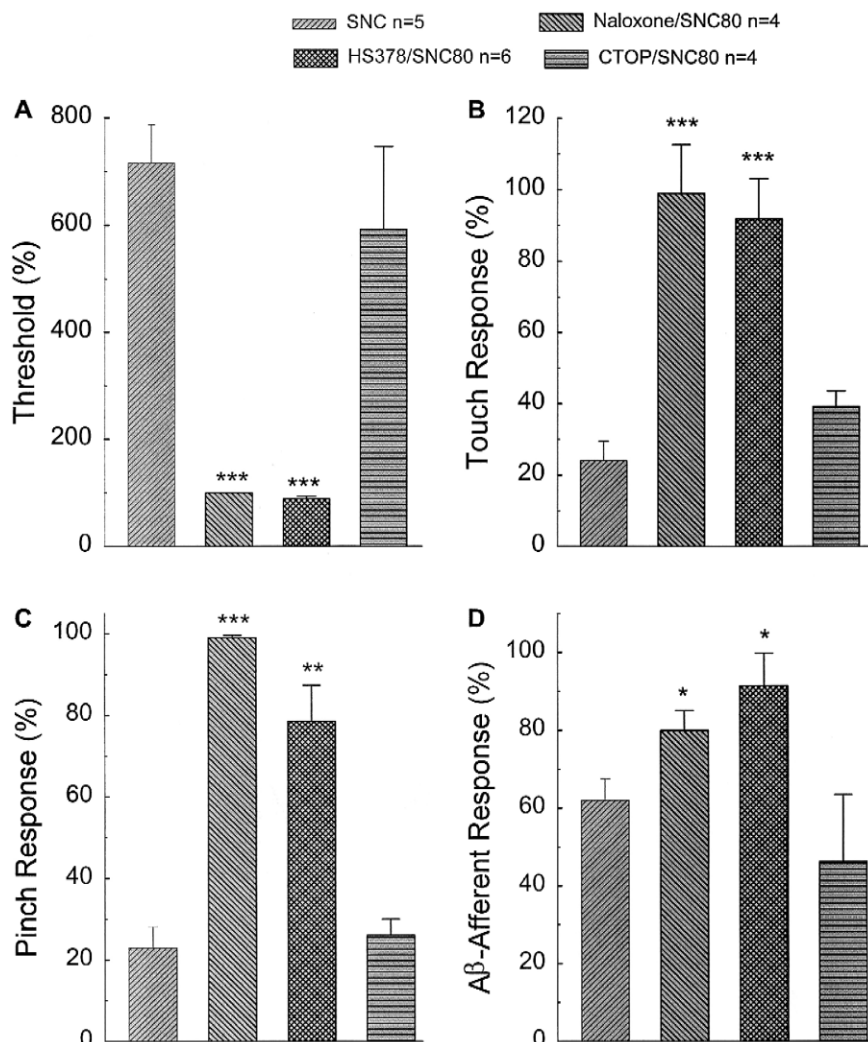 SNC n=5
Naloxone/SNC80 n=4
HS378/SNC80 n=6
CTOP/SNC80 n=4
A
Threshold (%)
800
600
400
200
0
***
***
B
Touch Response (%)
120
100
80
60
40
20
0
***
***
C
Pinch Response (%)
100
80
60
40
20
0
***
**
D
Aβ-Afferent Response (%)
100
80
60
40
20
0
*
*